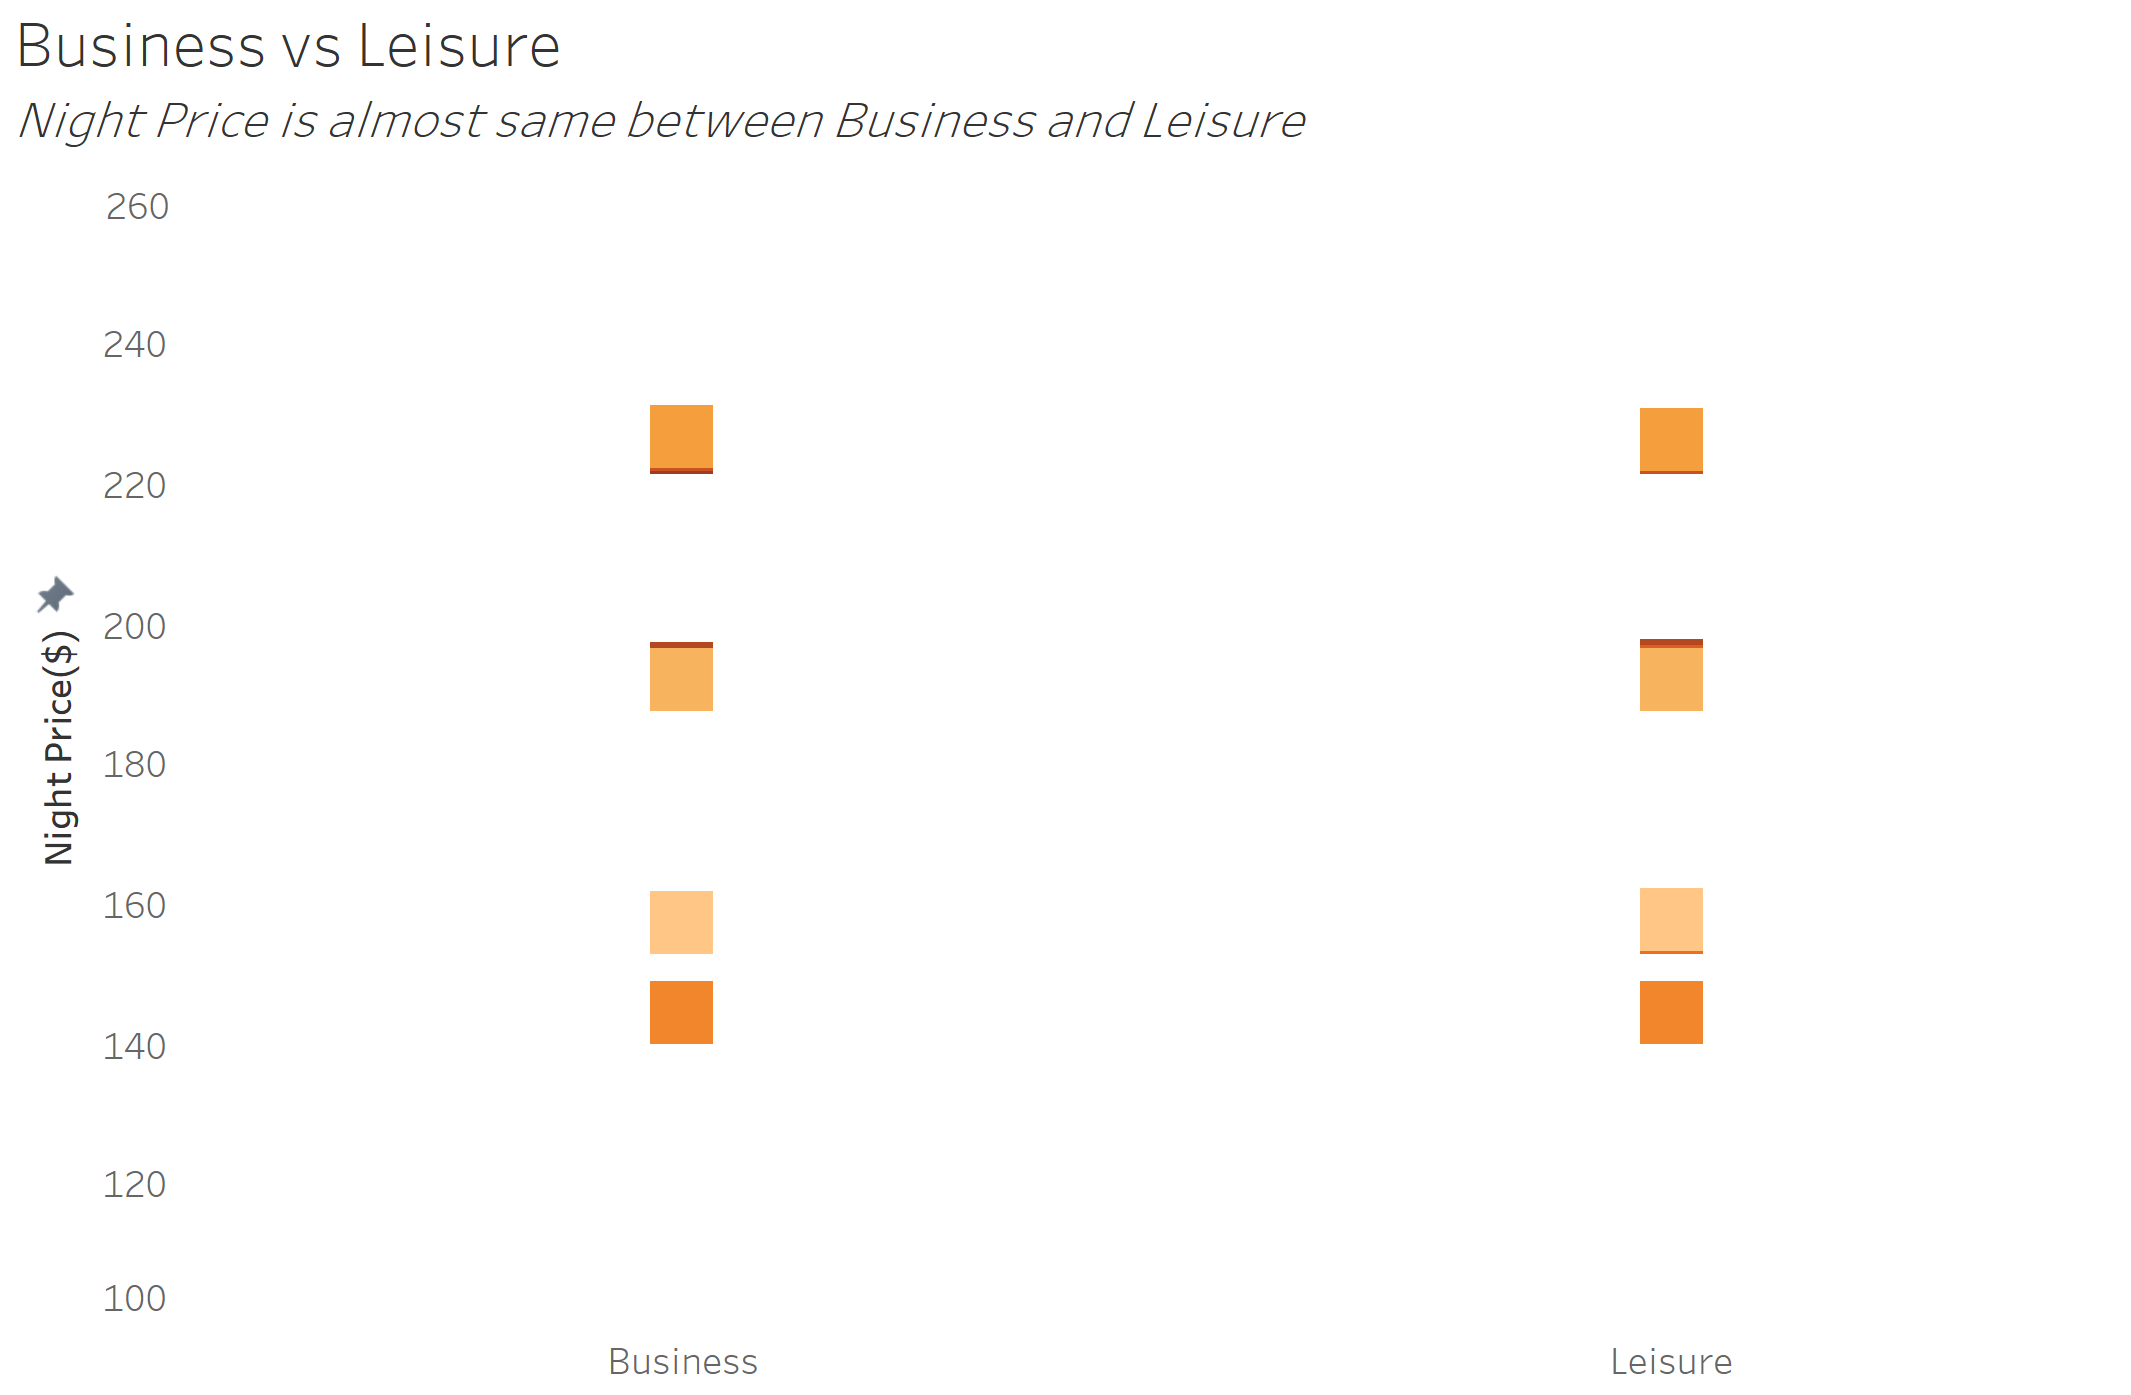 Business vs Leisure
Night Price is almost same between Business and Leisure
260
240
220
200
180
160
140
120
100
Night Price($)
Business
Leisure